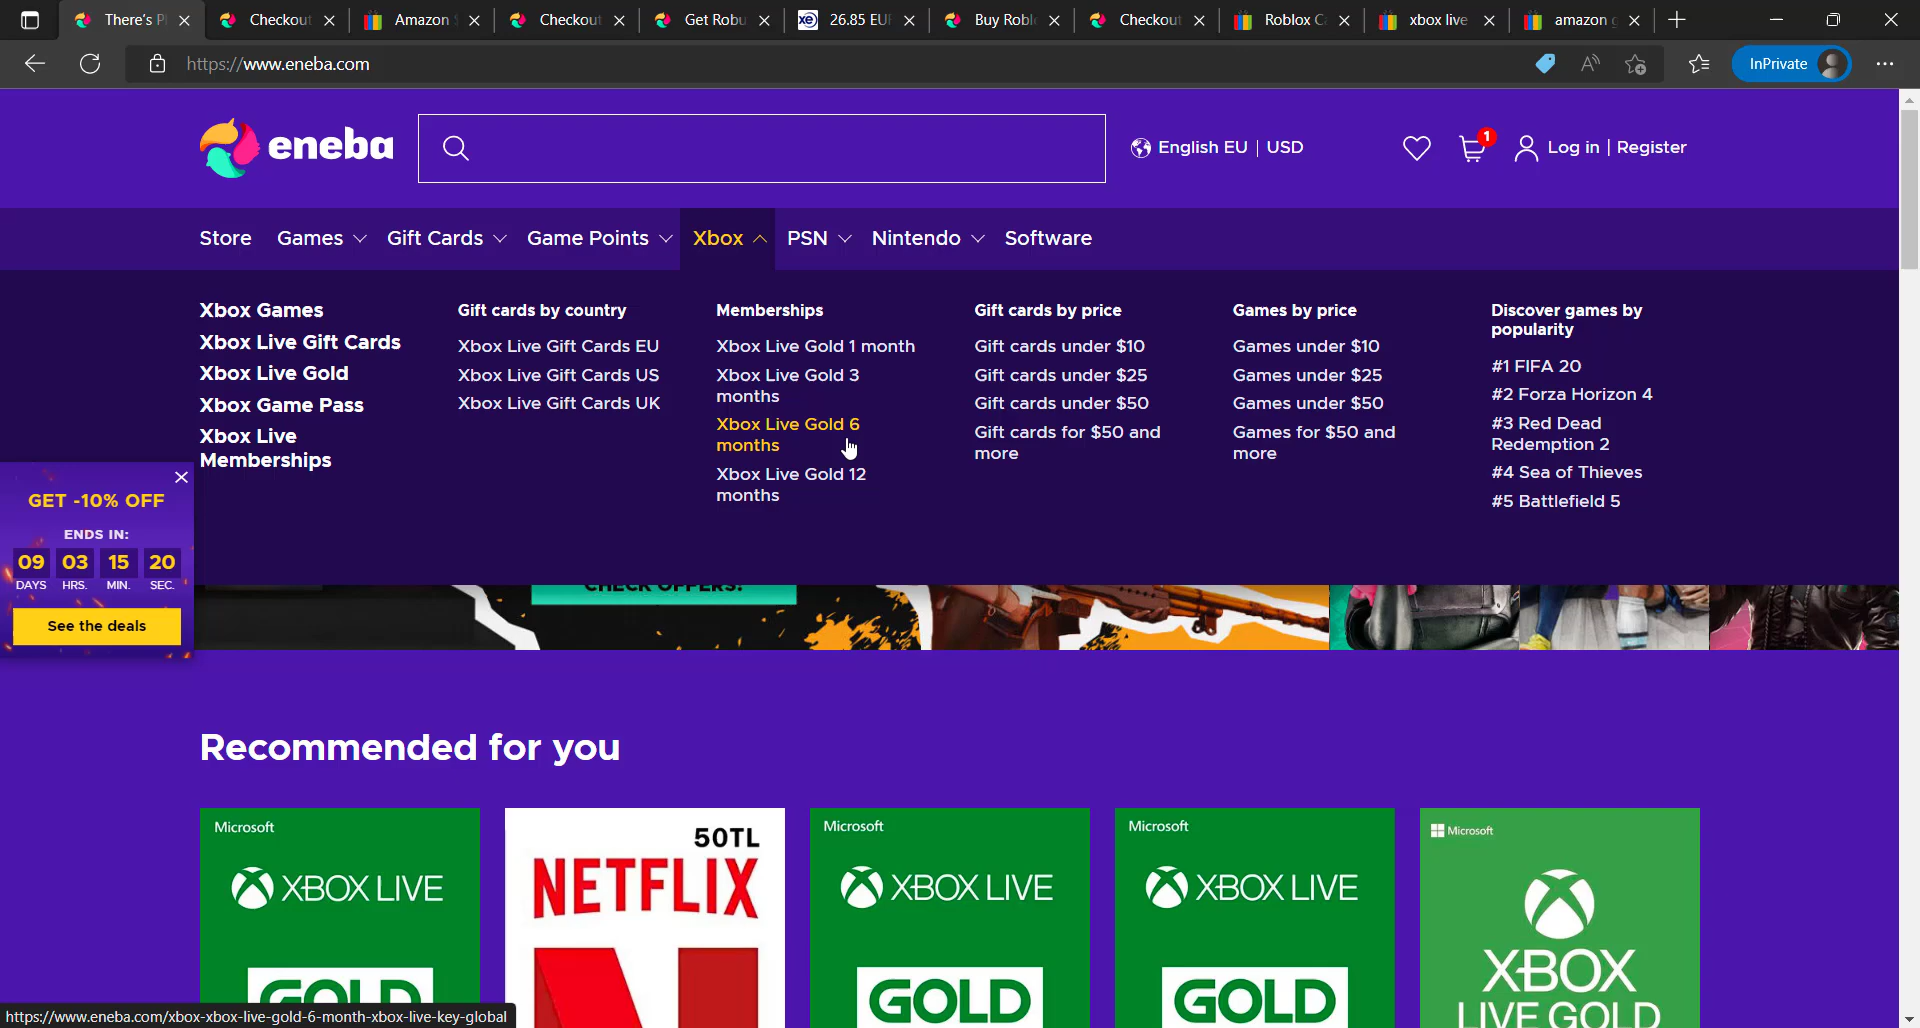 There's Pl
Checkout
Amazon
Checkout
Get Robu
26.85 EUR
Buy Robl
Checkout
Roblox C
xbox live
amazon g
https://www.eneba.com
InPrivate
eneba
English EU | USD
1
Log in | Register
Store
Games
Gift Cards
Game Points
Xbox
PSN
Nintendo
Software
Xbox Games
Xbox Live Gift Cards
Xbox Live Gold
Xbox Game Pass
Xbox Live
Memberships
Gift cards by country
Xbox Live Gift Cards EU
Xbox Live Gift Cards US
Xbox Live Gift Cards UK
Memberships
Xbox Live Gold 1 month
Xbox Live Gold 3
months
Xbox Live Gold 6
months
Xbox Live Gold 12
months
Gift cards by price
Gift cards under $10
Gift cards under $25
Gift cards under $50
Gift cards for $50 and
more
Games by price
Games under $10
Games under $25
Games under $50
Games for $50 and
more
Discover games by
popularity
#1 FIFA 20
#2 Forza Horizon 4
#3 Red Dead
Redemption 2
#4 Sea of Thieves
#5 Battlefield 5
GET -10% OFF
ENDS IN:
09 03 15 20
DAYS HRS. MIN. SEC.
See the deals
CHECK OFFERS!
Recommended for you
Microsoft
XBOX LIVE
GOLD
50TL
NETFLIX
Microsoft
XBOX LIVE
GOLD
Microsoft
XBOX LIVE
GOLD
Microsoft
XBOX
LIVE GOLD
https://www.eneba.com/xbox-xbox-live-gold-6-month-xbox-live-key-global